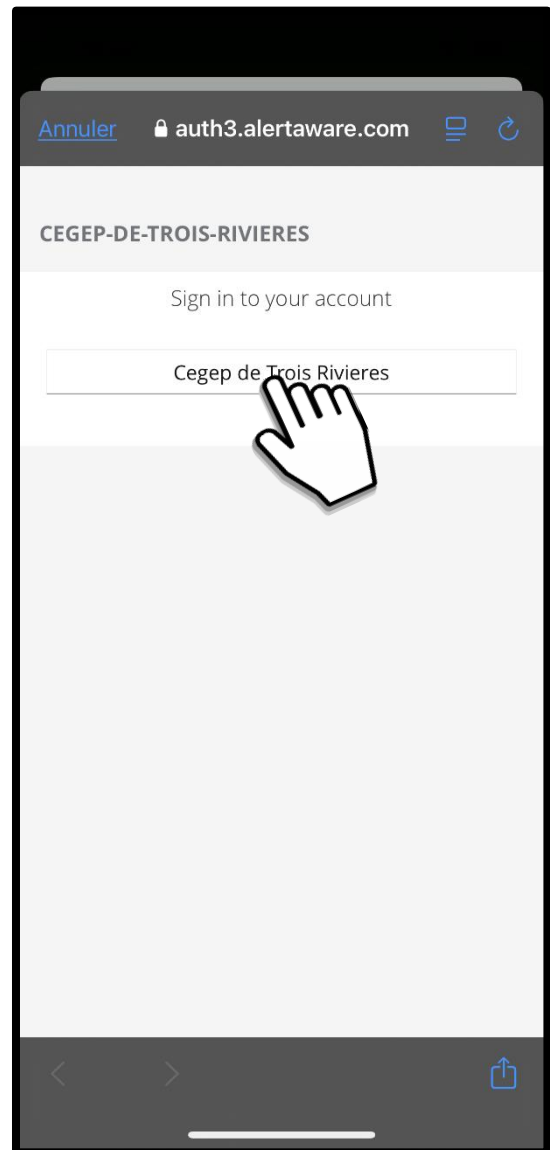 Annuler auth3.alertaware.com
CEGEP-DE-TROIS-RIVIERES
Sign in to your account
Cegep de Trois Rivieres